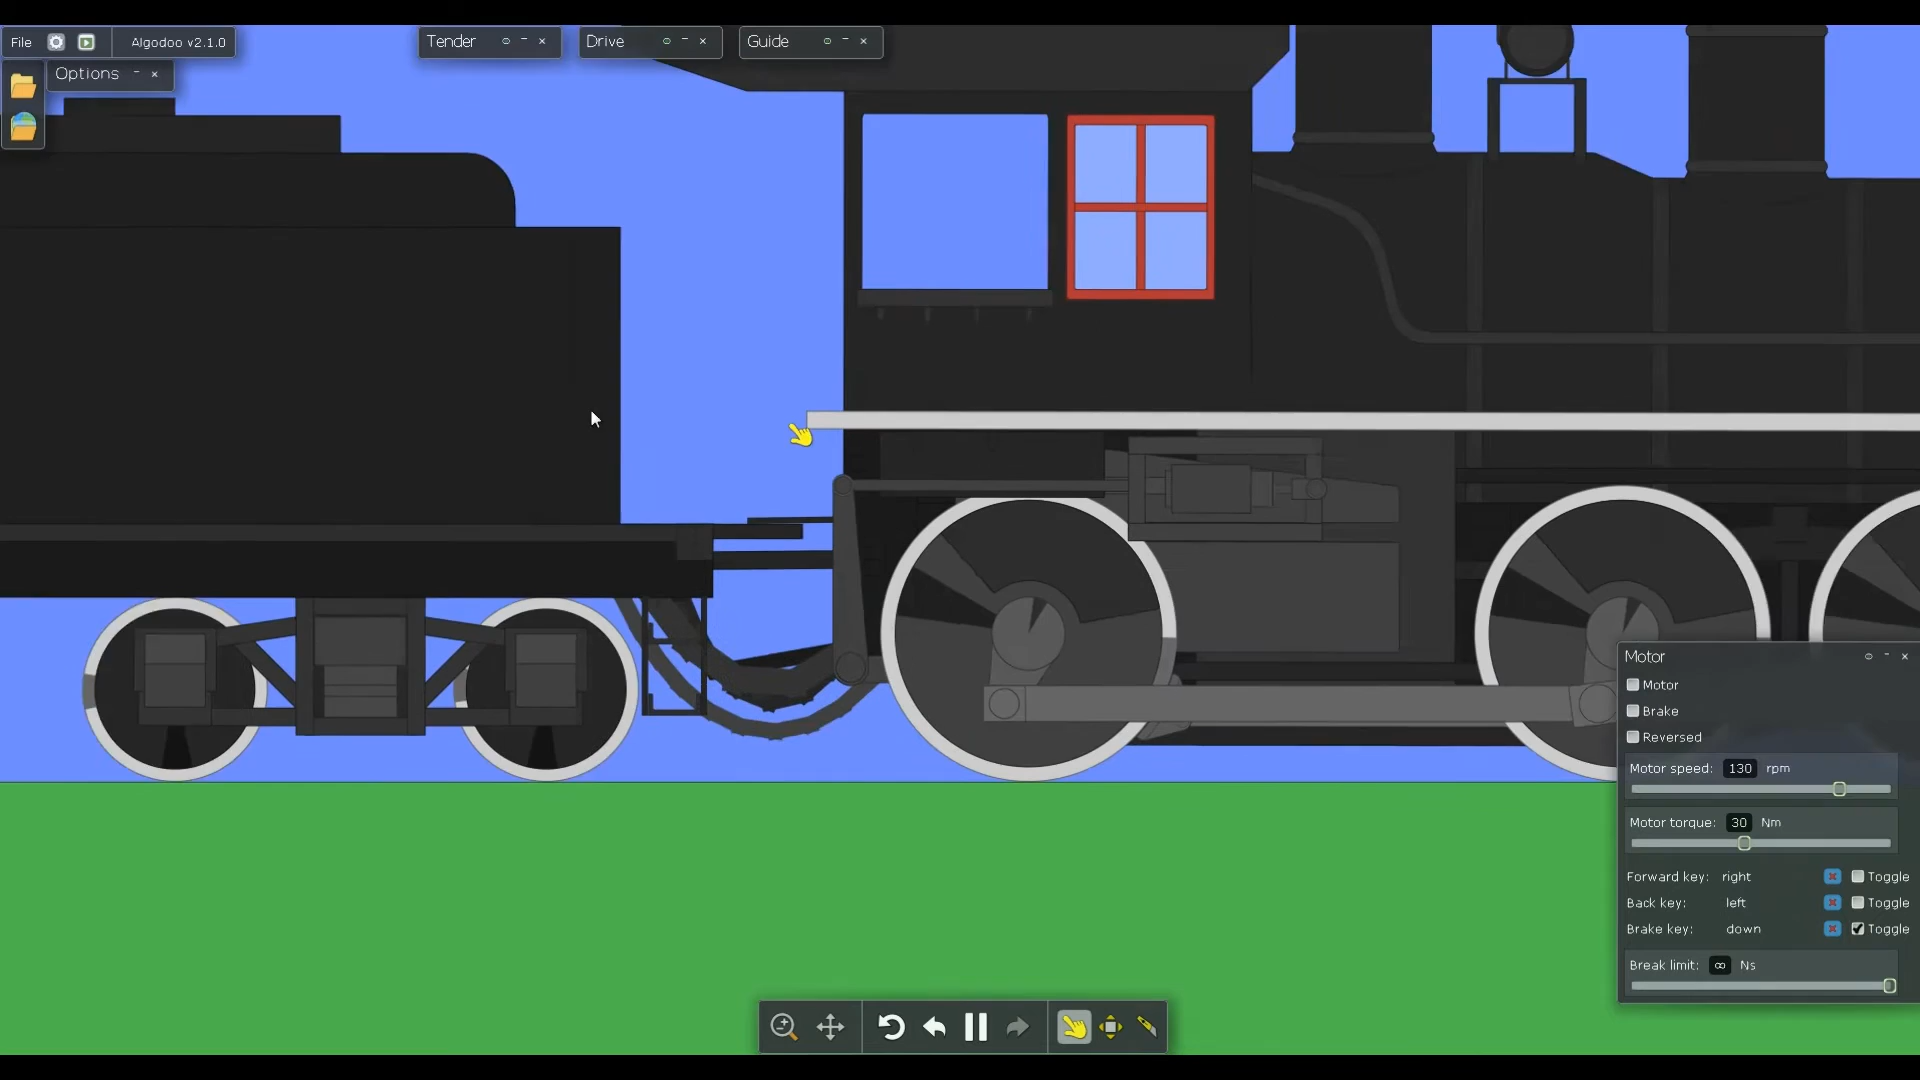 File
Algodoo v2.1.0
Tender
Drive
Guide
Options
Motor
Motor
Brake
Reversed
Motor speed: 130 rpm
Motor torque: 30 Nm
Forward key: right Toggle
Back key: left Toggle
Brake key: down Toggle
Break limit: ∞ Ns